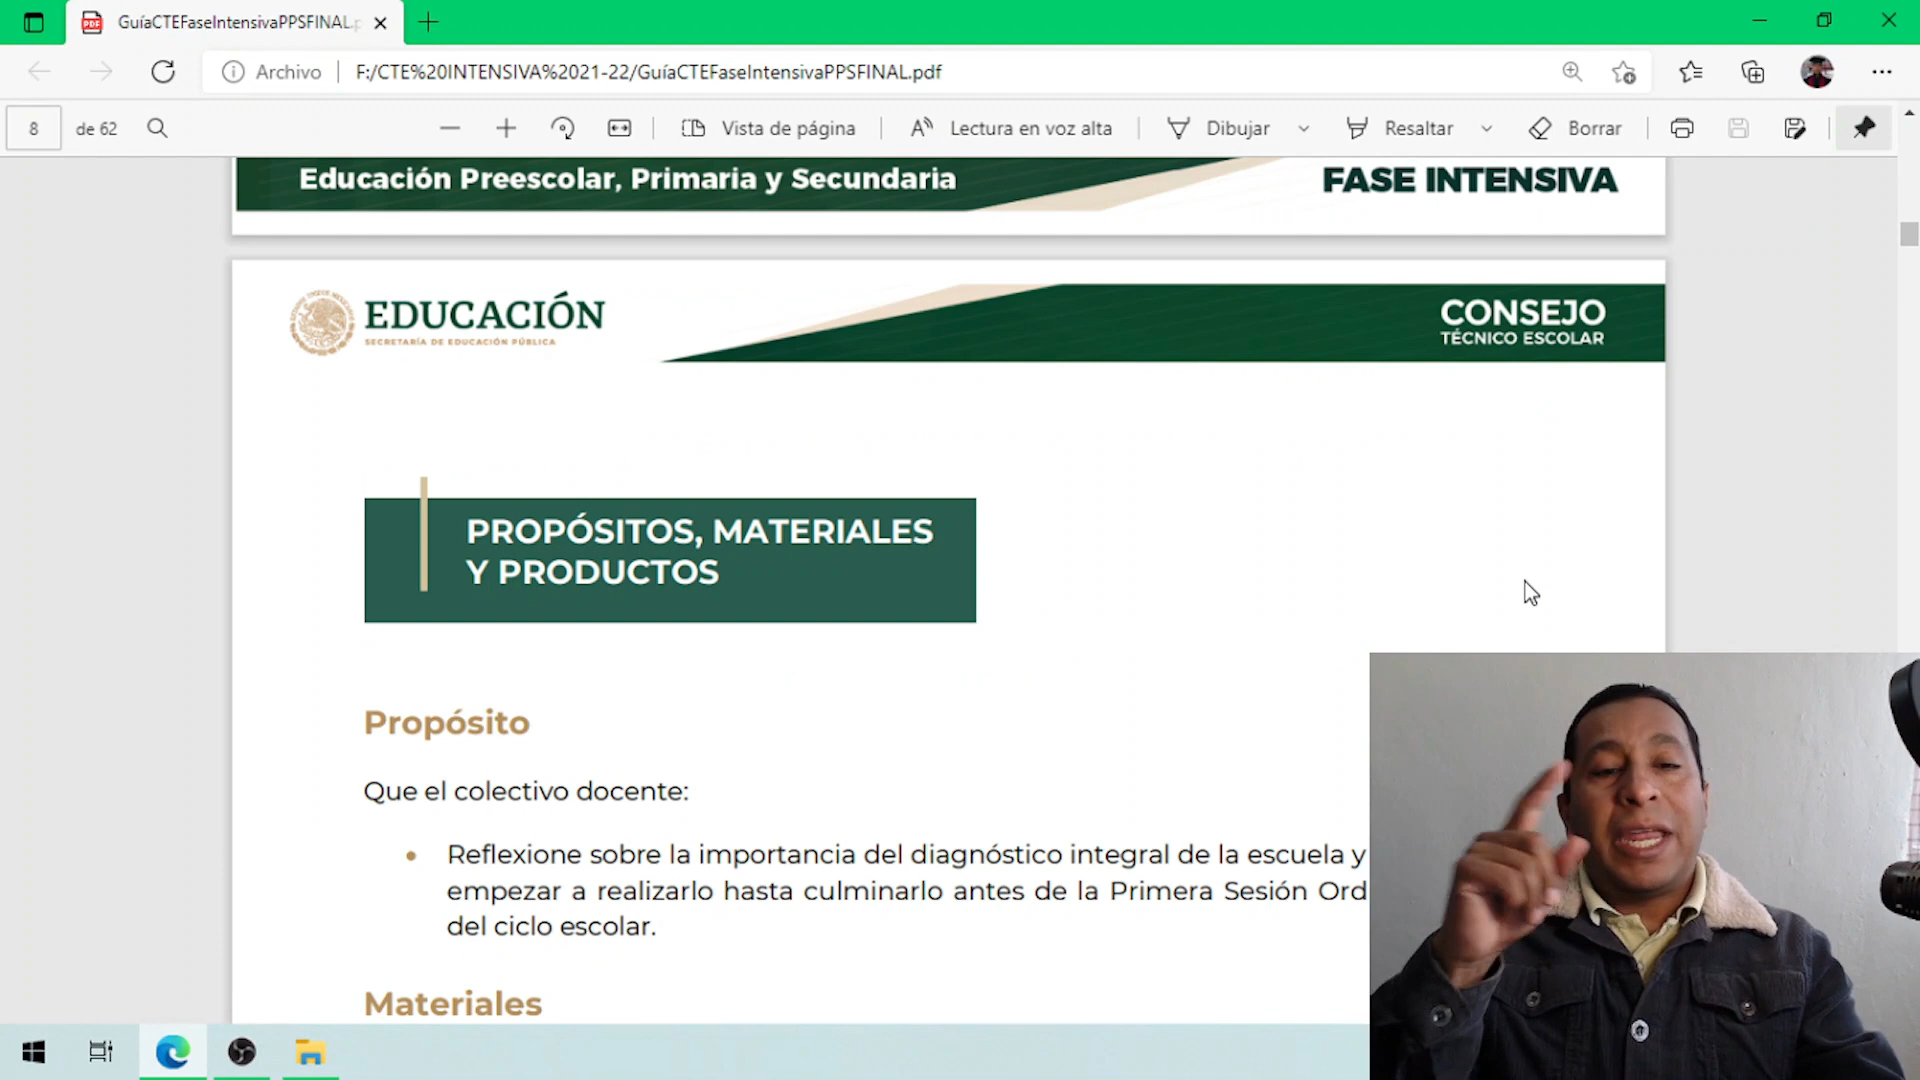 GuíaCTEFaseIntensivaPPSFINAL.p
Archivo
F:/CTE%20INTENSIVA%2021-22/GuíaCTEFaseIntensivaPPSFINAL.pdf
8 de 62
Vista de página
Lectura en voz alta
Dibujar
Resaltar
Borrar
Educación Preescolar, Primaria y Secundaria
FASE INTENSIVA
EDUCACIÓN
SECRETARÍA DE EDUCACIÓN PÚBLICA
CONSEJO
TÉCNICO ESCOLAR
PROPÓSITOS, MATERIALES
Y PRODUCTOS
Propósito
Que el colectivo docente:
• Reflexione sobre la importancia del diagnóstico integral de la escuela y
empezar a realizarlo hasta culminarlo antes de la Primera Sesión Ord
del ciclo escolar.
Materiales